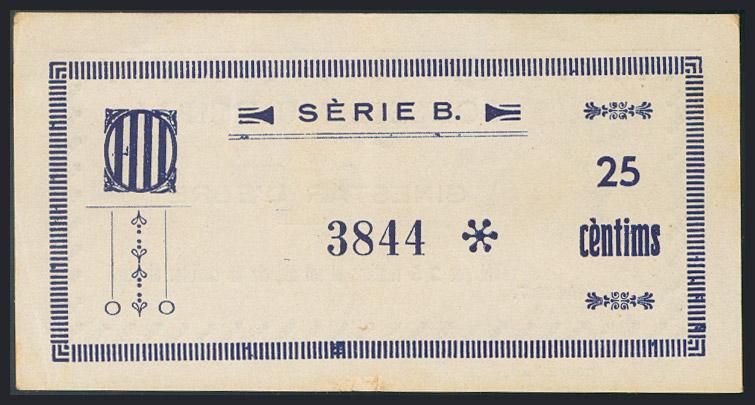 SÈRIE B.
25
cèntims
3844 *